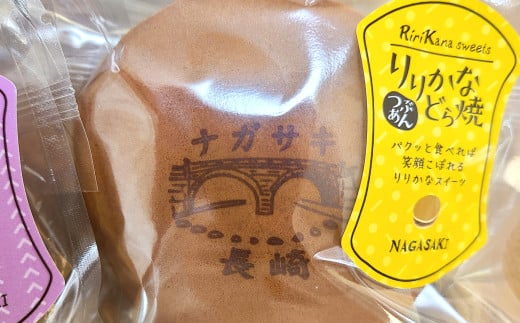 ナガサキ
長崎
RiriKana sweets
りりかな
どら焼
つぶ
あん
パクッと食べれば
笑顔こぼれる
りりかなスイーツ
NAGASAKI